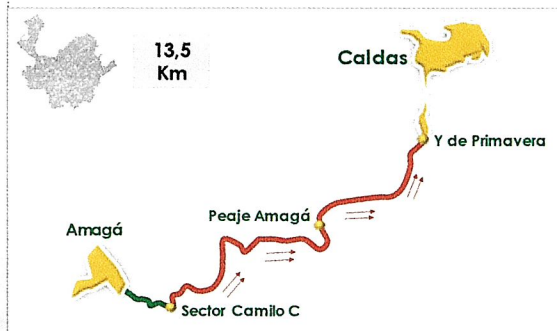 13,5
Km
Caldas
Y de Primavera
Peaje Amagá
Amagá
Sector Camilo C